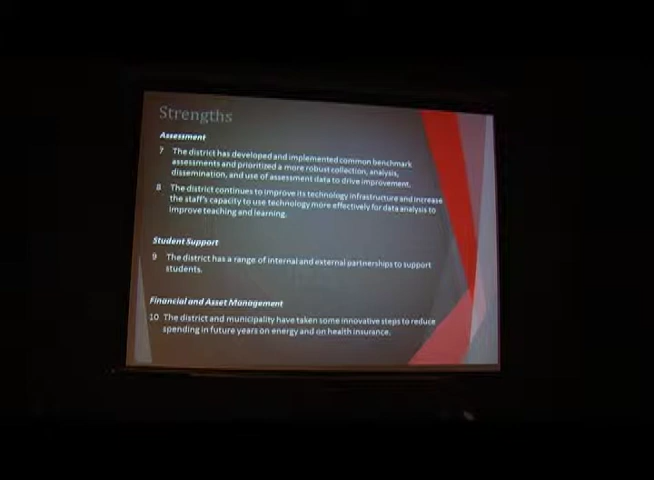 Strengths
Assessment
7 The district has developed and implemented common benchmark
assessments and prioritized a more robust collection, analysis,
dissemination, and use of assessment data to drive improvement.
8 The district continues to improve its technology infrastructure and increase
the staff's capacity to use technology more effectively for data analysis to
improve teaching and learning.
Student Support
9 The district has a range of internal and external partnerships to support
students.
Financial and Asset Management
10 The district and municipality have taken some innovative steps to reduce
spending in future years on energy and on health insurance.